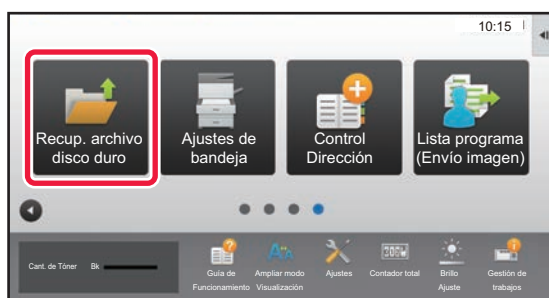 10:15
Recup. archivo
disco duro
Ajustes de
bandeja
Control
Dirección
Lista programa
(Envío imagen)
Cant. de Tóner Bk
Guía de
Funcionamiento
Ampliar modo
Visualización
Ajustes
Contador total
Brillo
Ajuste
Gestión de
trabajos